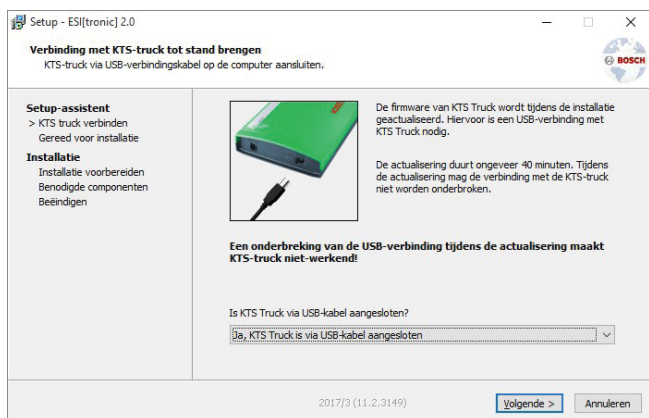 Setup - ESI[tronic] 2.0
Verbinding met KTS-truck tot stand brengen
KTS-truck via USB-verbindingskabel op de computer aansluiten.
BOSCH
Setup-assistent
> KTS truck verbinden
Gereed voor installatie
Installatie
Installatie voorbereiden
Benodigde componenten
Beëindigen
De firmware van KTS Truck wordt tijdens de installatie
geactualiseerd. Hiervoor is een USB-verbinding met
KTS Truck nodig.
De actualisering duurt ongeveer 40 minuten. Tijdens
de actualisering mag de verbinding met de KTS-truck
niet worden onderbroken.
Een onderbreking van de USB-verbinding tijdens de actualisering maakt
KTS-truck niet-werkend!
Is KTS Truck via USB-kabel aangesloten?
Ja, KTS Truck is via USB-kabel aangesloten
2017/3 (11.2.3149)
Volgende >
Annuleren